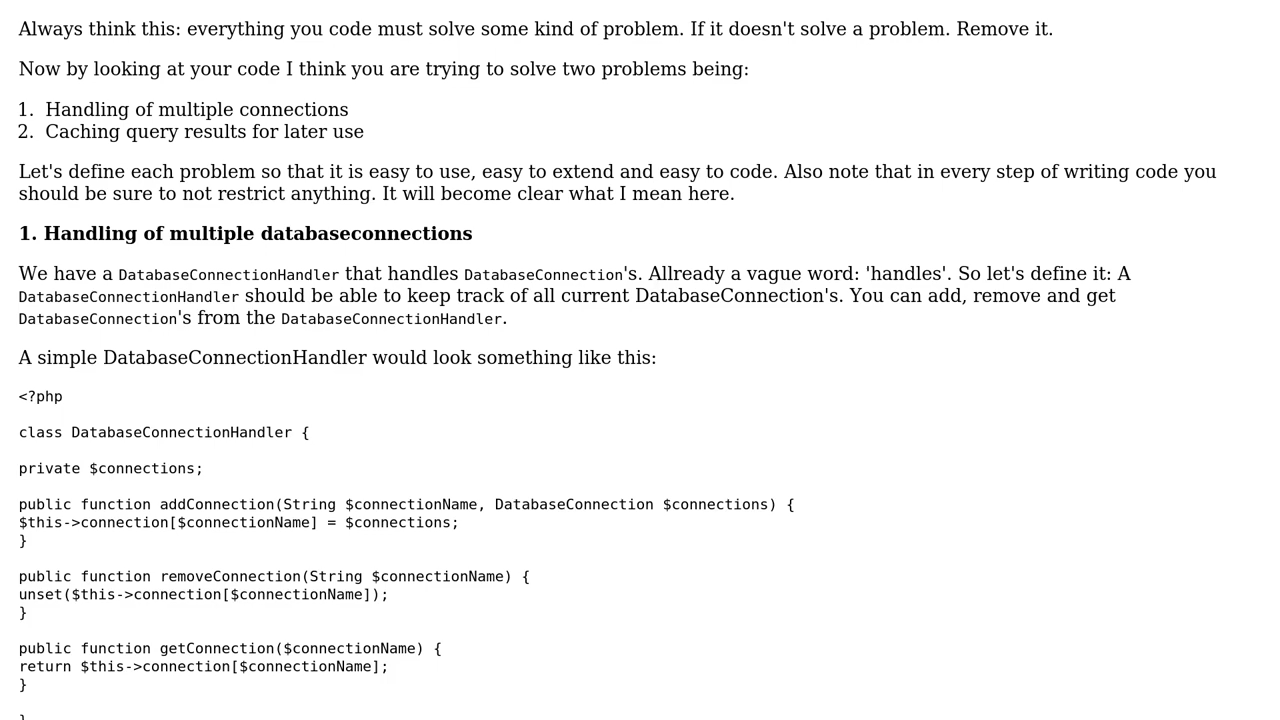 Always think this: everything you code must solve some kind of problem. If it doesn't solve a problem. Remove it.
Now by looking at your code I think you are trying to solve two problems being:
1. Handling of multiple connections
2. Caching query results for later use
Let's define each problem so that it is easy to use, easy to extend and easy to code. Also note that in every step of writing code you
should be sure to not restrict anything. It will become clear what I mean here.
1. Handling of multiple databaseconnections
We have a DatabaseConnectionHandler that handles DatabaseConnection's. Allready a vague word: 'handles'. So let's define it: A
DatabaseConnectionHandler should be able to keep track of all current DatabaseConnection's. You can add, remove and get
DatabaseConnection's from the DatabaseConnectionHandler.
A simple DatabaseConnectionHandler would look something like this:
<?php
class DatabaseConnectionHandler {
private $connections;
public function addConnection(String $connectionName, DatabaseConnection $connections) {
$this->connection[$connectionName] = $connections;
}
public function removeConnection(String $connectionName) {
unset($this->connection[$connectionName]);
}
public function getConnection($connectionName) {
return $this->connection[$connectionName];
}
}